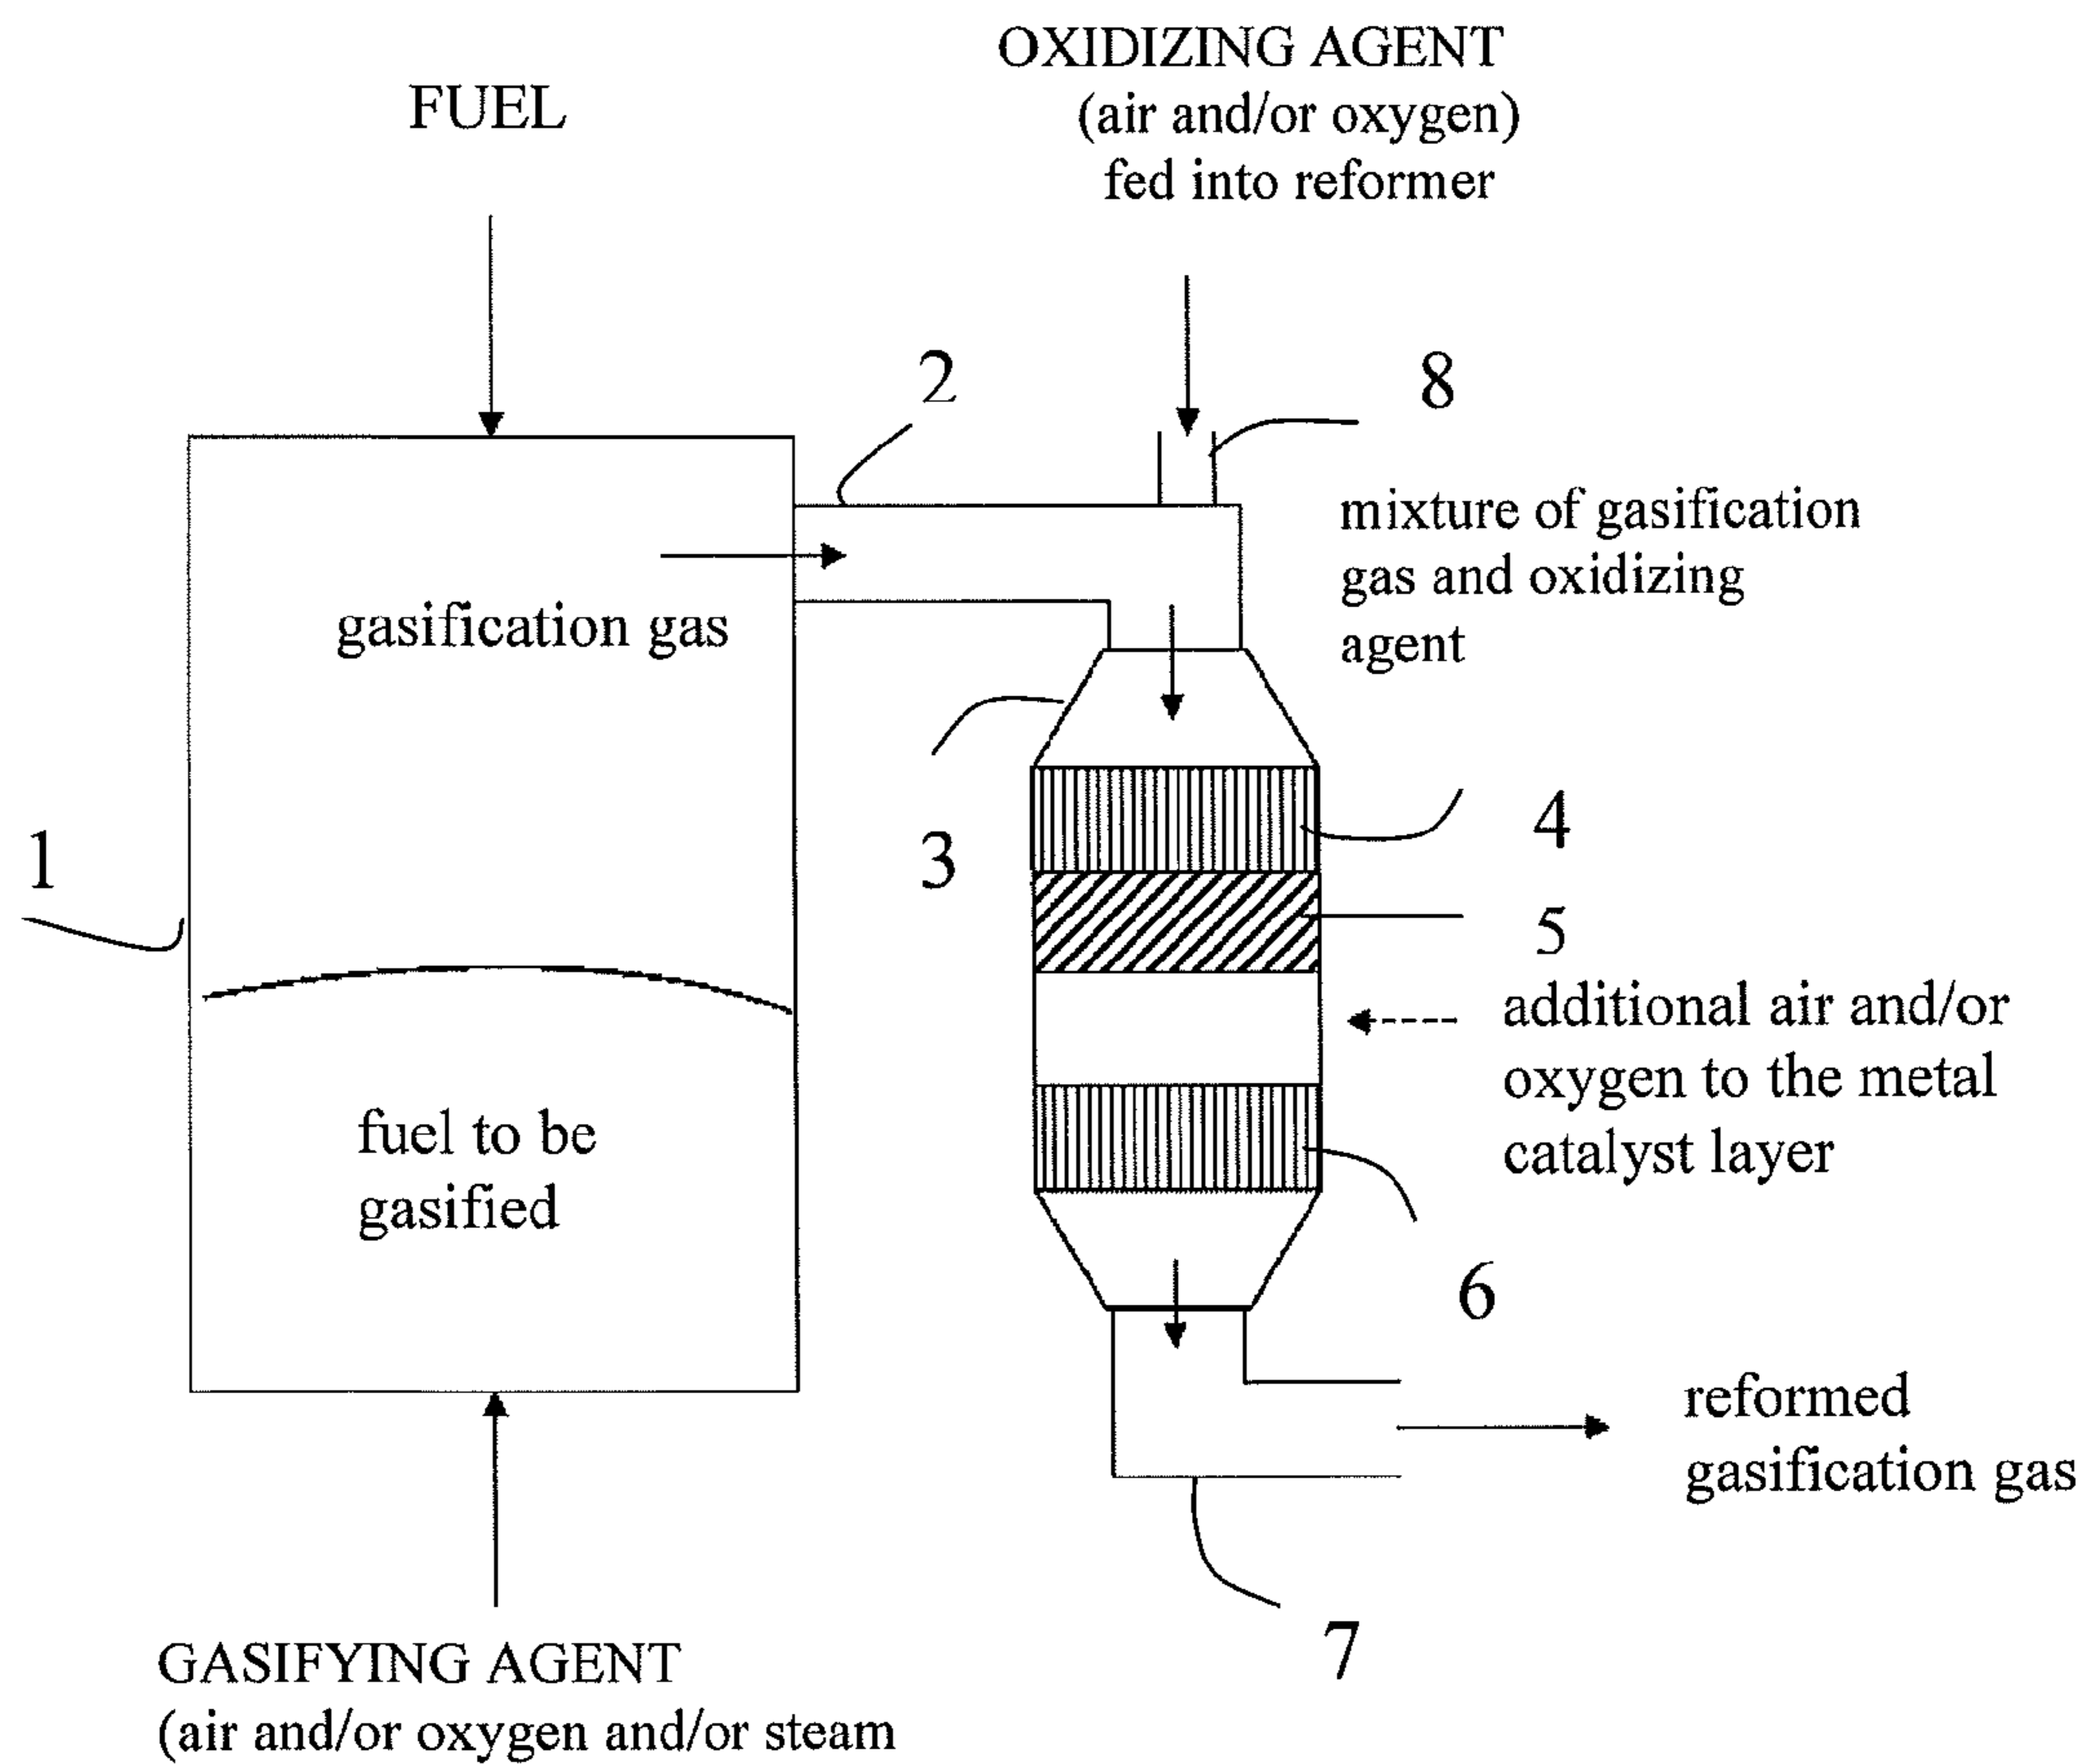 OXIDIZING AGENT
(air and/or oxygen)
fed into reformer
FUEL
2
8
mixture of gasification
gas and oxidizing
agent
gasification gas
1
3
4
5
additional air and/or
oxygen to the metal
catalyst layer
fuel to be
gasified
6
reformed
gasification gas
7
GASIFYING AGENT
(air and/or oxygen and/or steam